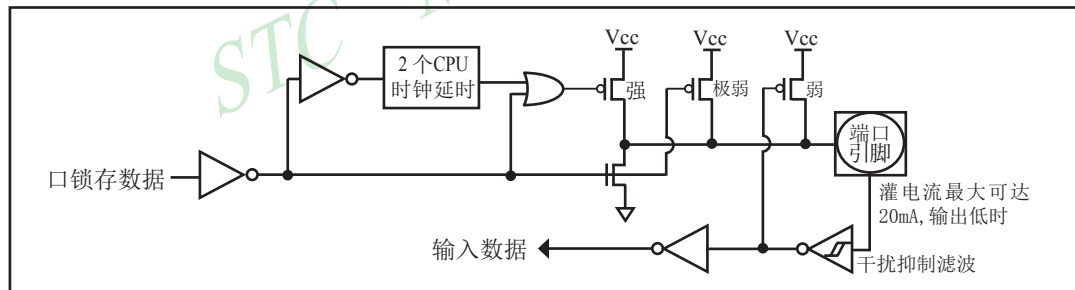 STC
Vcc
Vcc
Vcc
2 个CPU
时钟延时
强
极弱
弱
端口
引脚
口锁存数据
灌电流最大可达
20mA,输出低时
输入数据
干扰抑制滤波